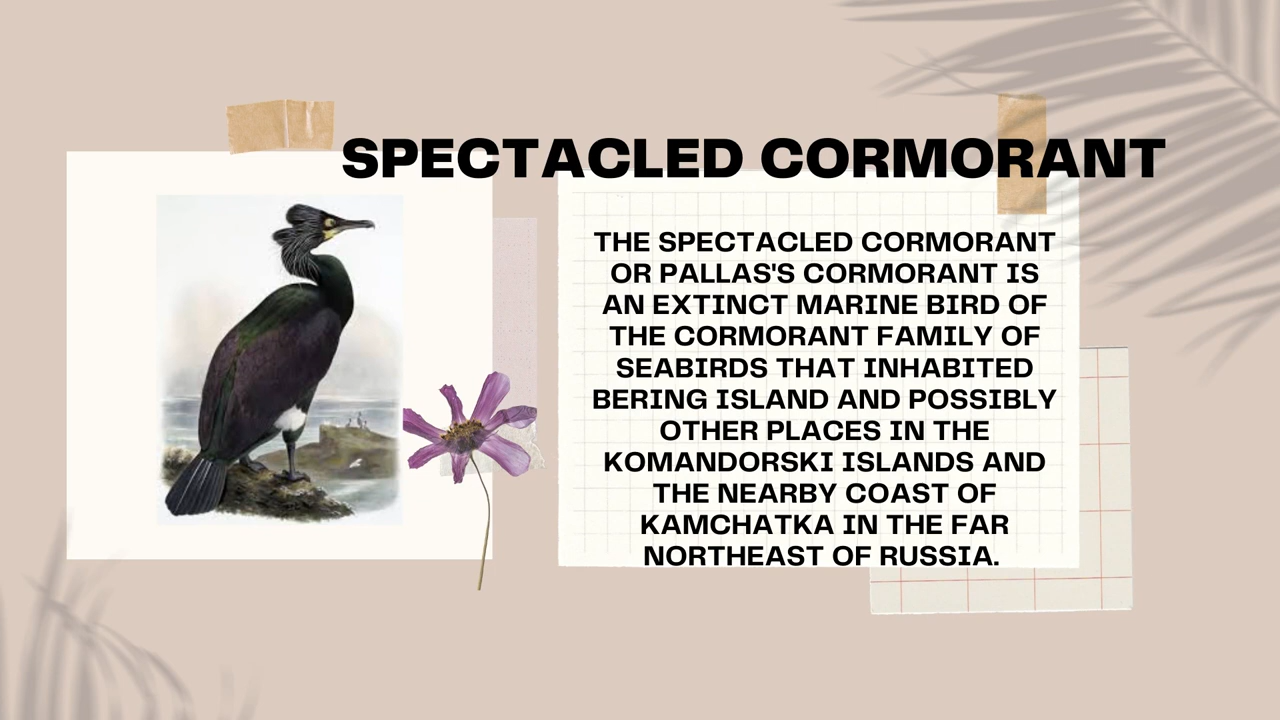 SPECTACLED CORMORANT
THE SPECTACLED CORMORANT
OR PALLAS'S CORMORANT IS
AN EXTINCT MARINE BIRD OF
THE CORMORANT FAMILY OF
SEABIRDS THAT INHABITED
BERING ISLAND AND POSSIBLY
OTHER PLACES IN THE
KOMANDORSKI ISLANDS AND
THE NEARBY COAST OF
KAMCHATKA IN THE FAR
NORTHEAST OF RUSSIA.